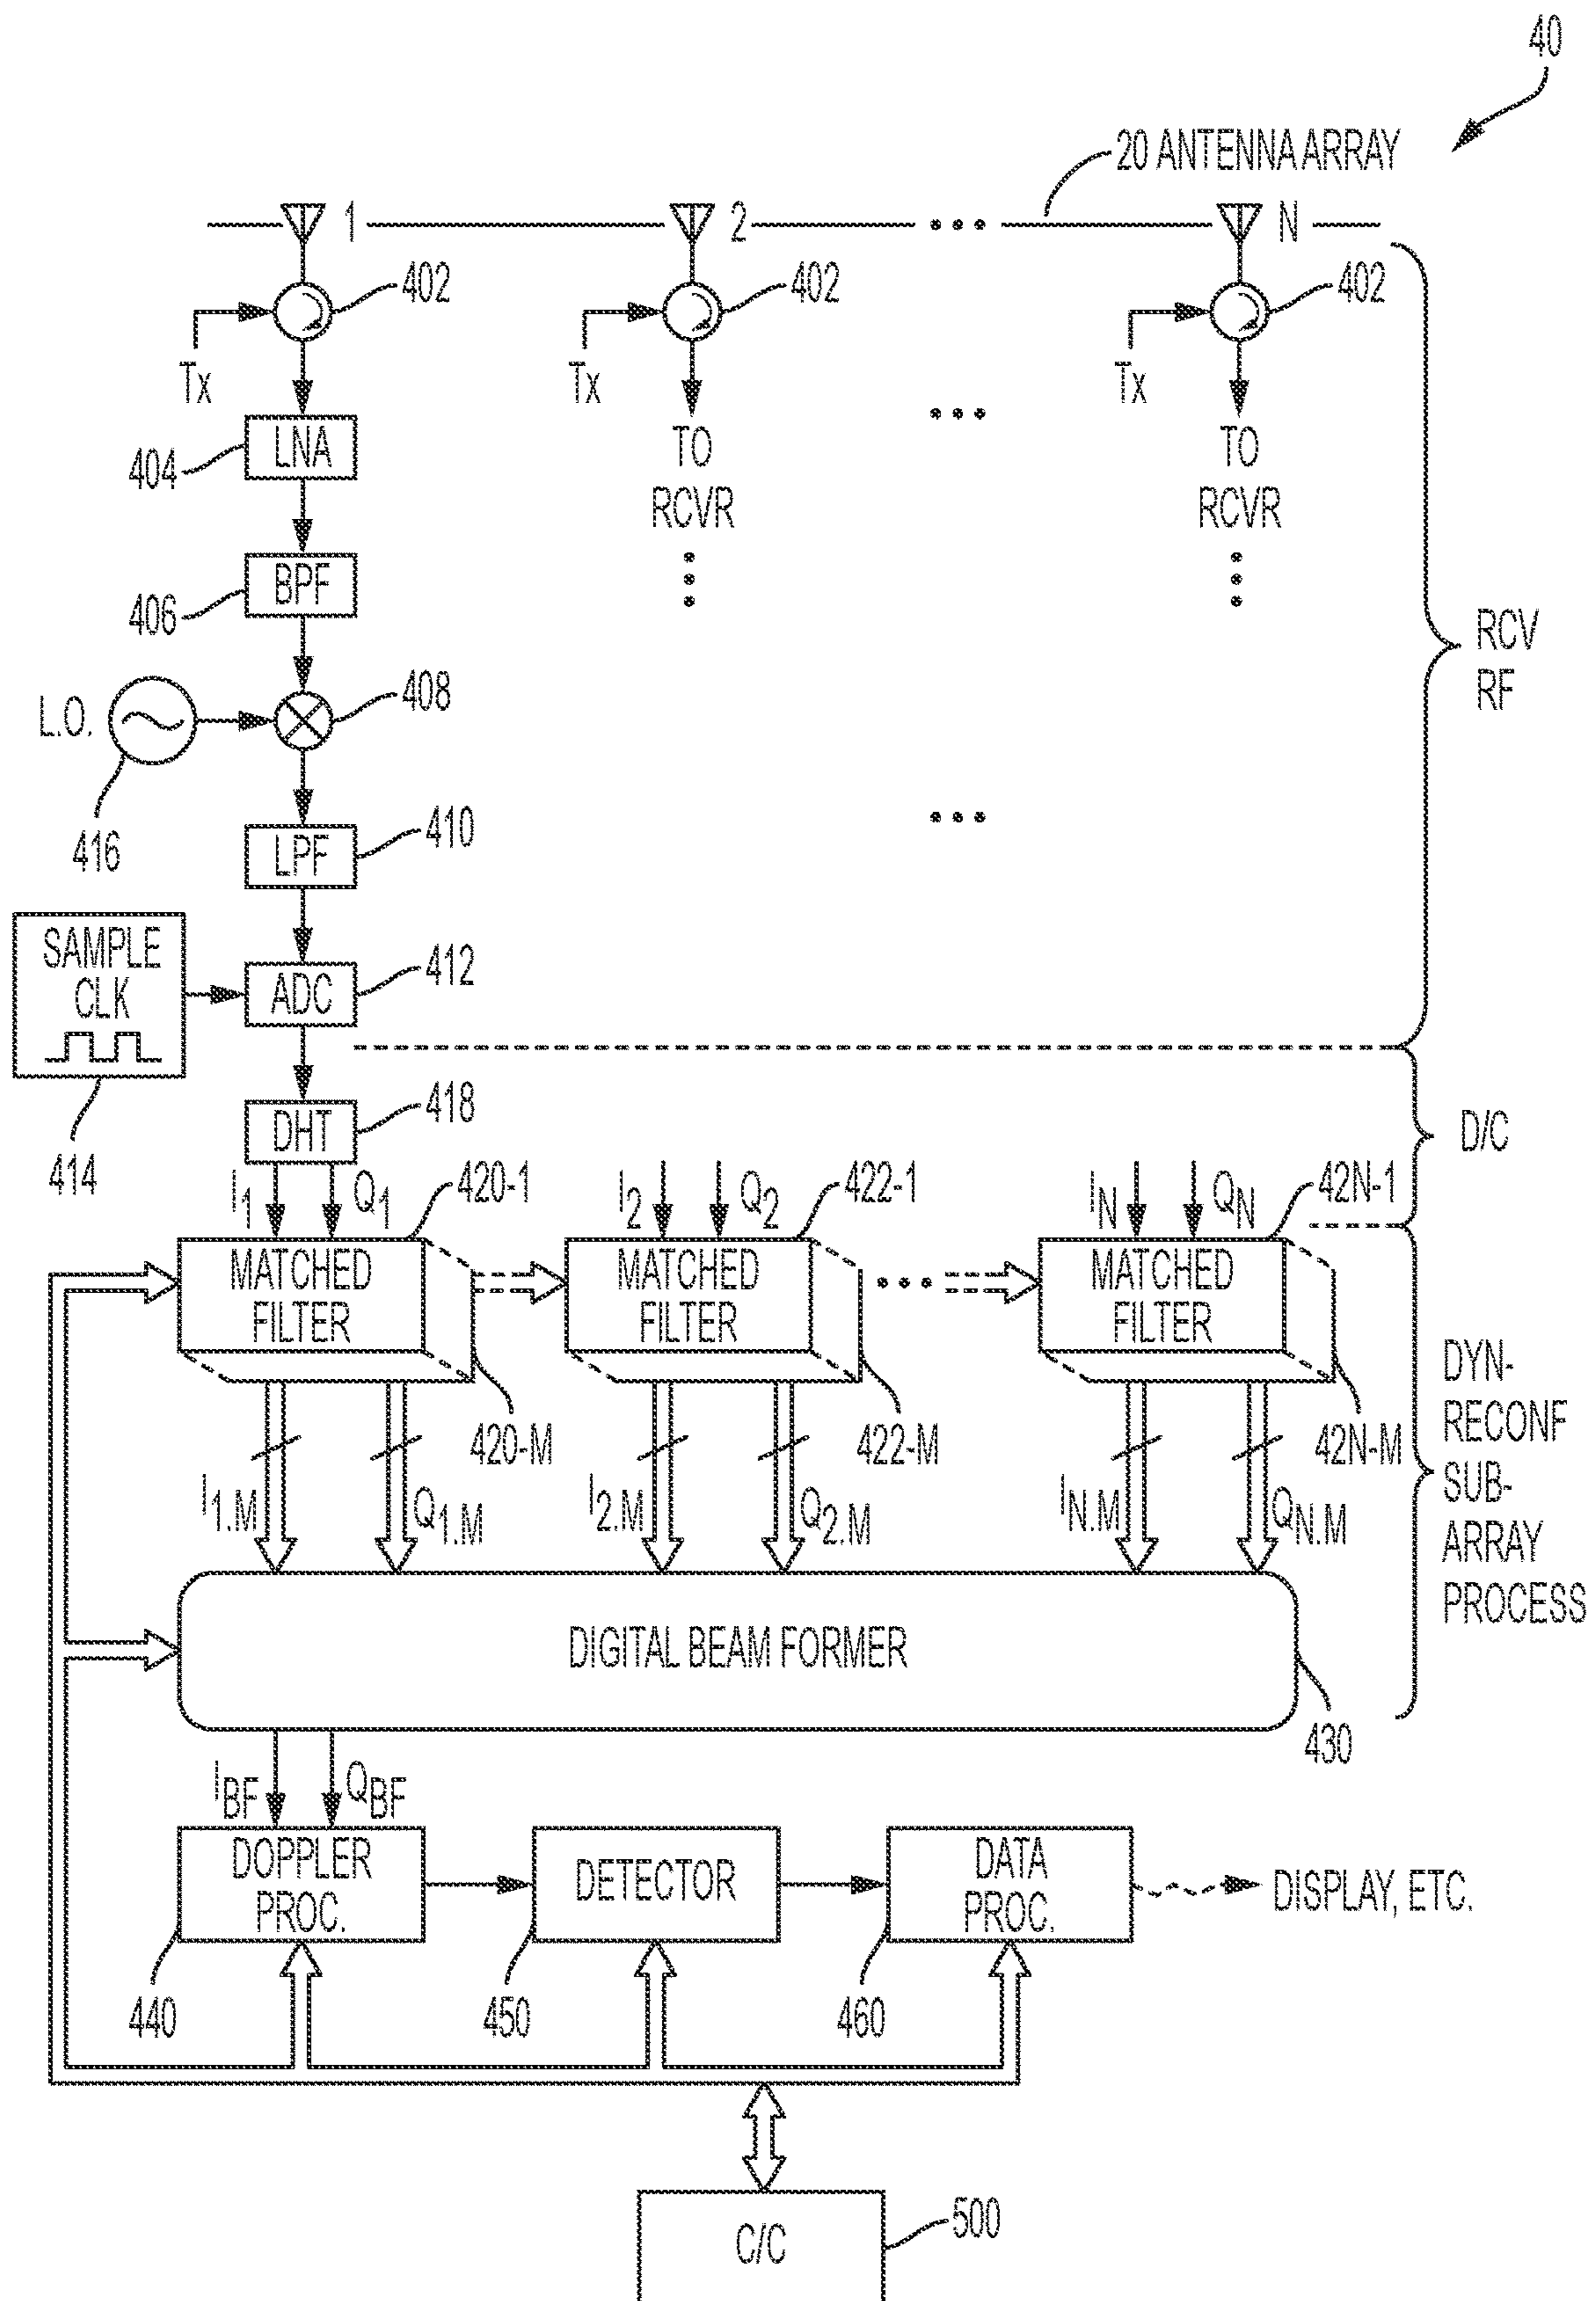 40
20 ANTENNA ARRAY
1
2
N
402
402
402
Tx
Tx
Tx
LNA
404
TO
RCVR
TO
RCVR
BPF
406
RCV
RF
L.O.
408
416
LPF
410
SAMPLE
CLK
ADC
412
414
DHT
418
D/C
I1
Q1
420-1
I2
Q2
422-1
IN
QN
42N-1
MATCHED
FILTER
MATCHED
FILTER
MATCHED
FILTER
420-M
422-M
42N-M
DYN-
RECONF
SUB-
ARRAY
PROCESS
I1.M
Q1.M
I2.M
Q2.M
IN.M
QN.M
DIGITAL BEAM FORMER
430
IBF
QBF
DOPPLER
PROC.
DETECTOR
DATA
PROC.
DISPLAY, ETC.
440
450
460
C/C
500